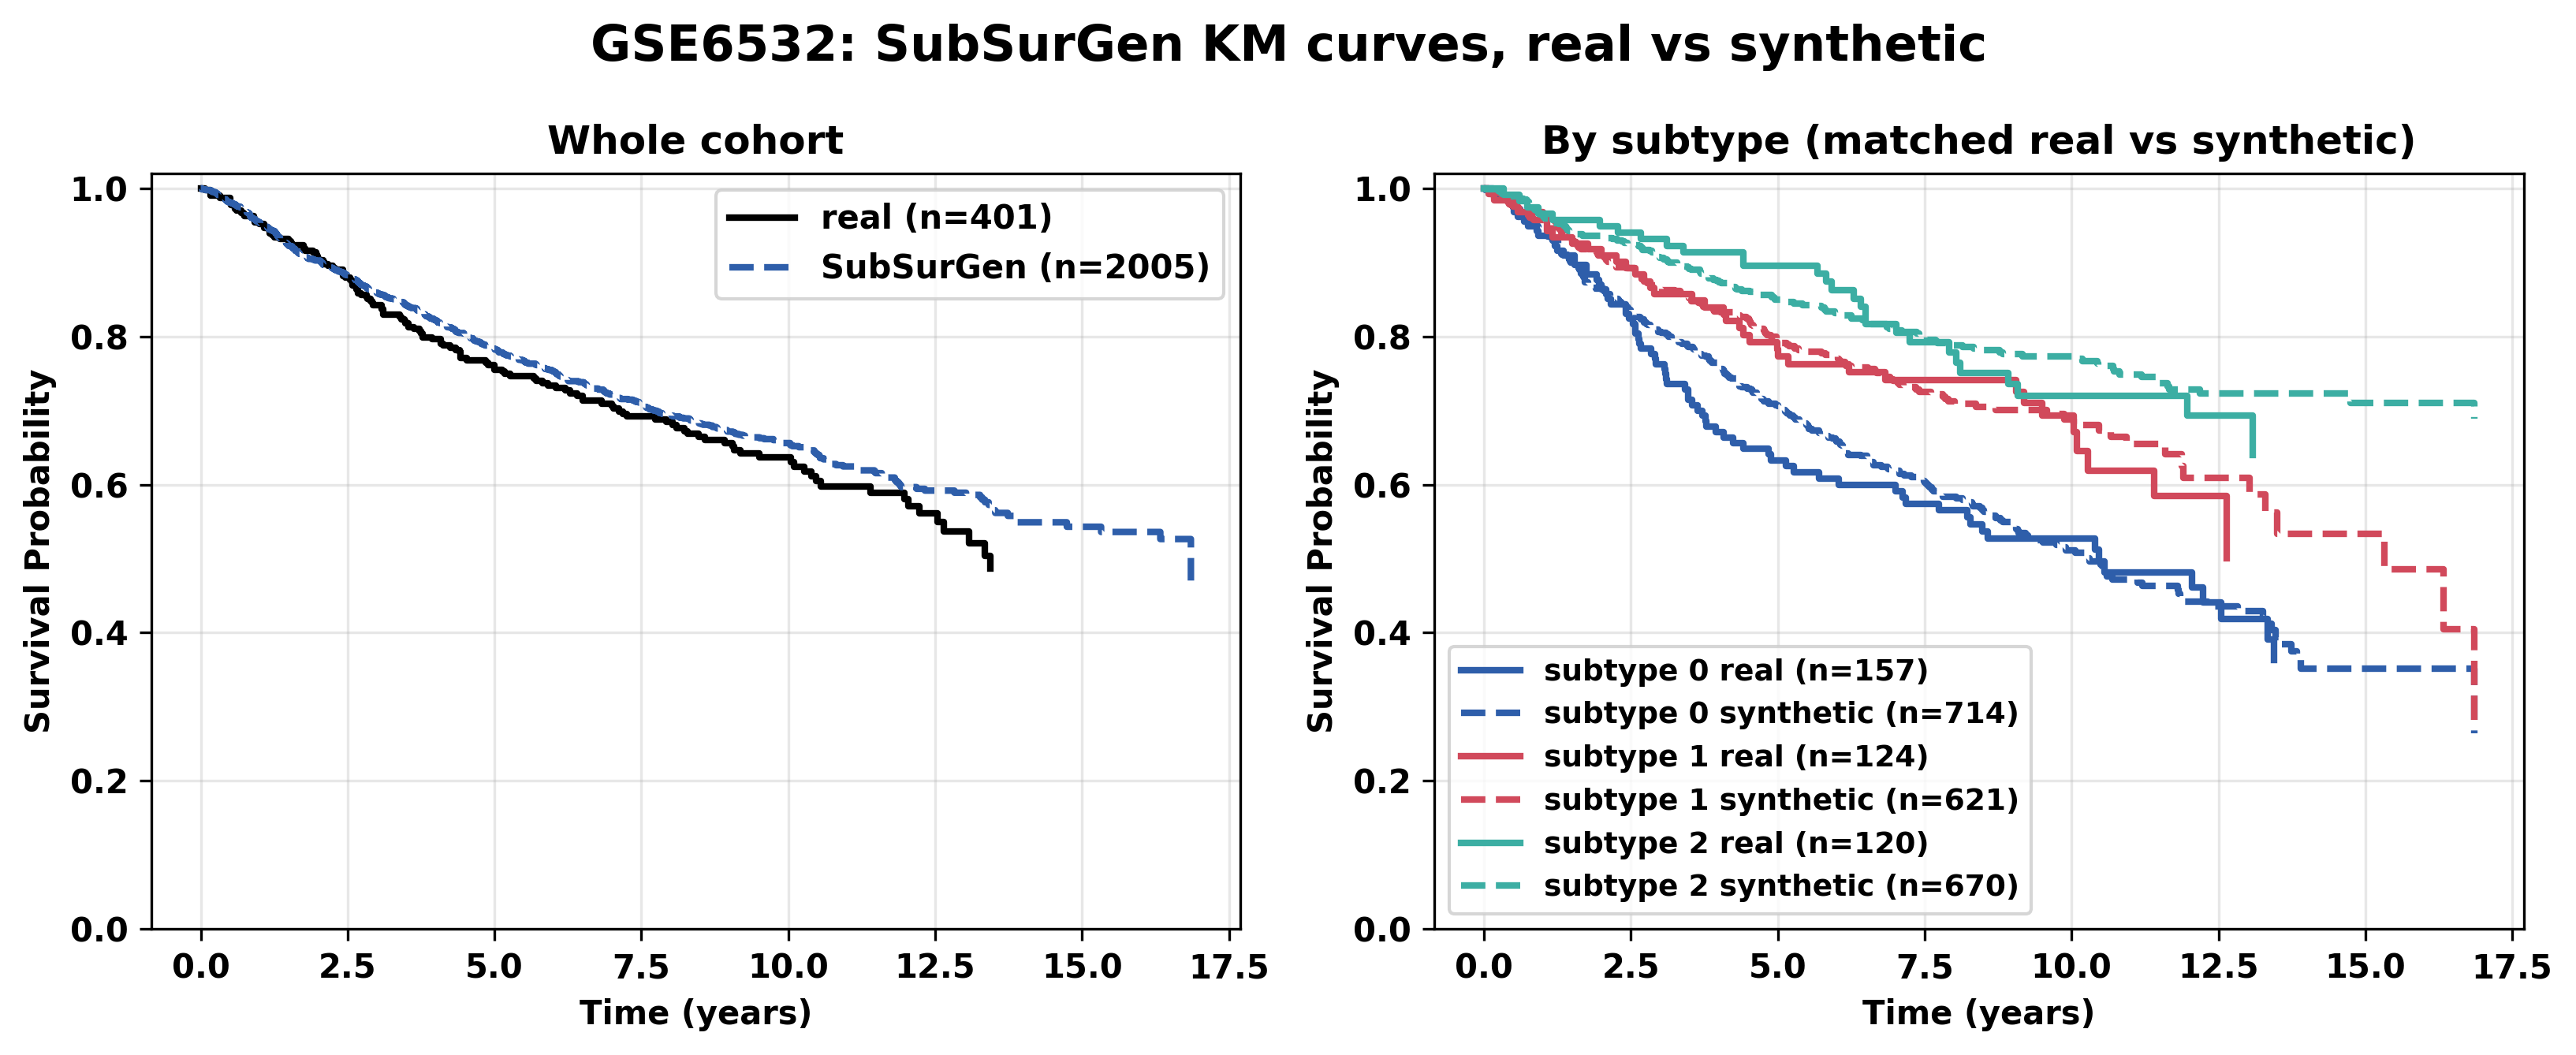 GSE6532: SubSurGen KM curves, real vs synthetic
Whole cohort
Survival Probability
1.0
0.8
0.6
0.4
0.2
0.0
real (n=401)
SubSurGen (n=2005)
0.0 2.5 5.0 7.5 10.0 12.5 15.0 17.5
Time (years)
By subtype (matched real vs synthetic)
Survival Probability
1.0
0.8
0.6
0.4
0.2
0.0
subtype 0 real (n=157)
subtype 0 synthetic (n=714)
subtype 1 real (n=124)
subtype 1 synthetic (n=621)
subtype 2 real (n=120)
subtype 2 synthetic (n=670)
0.0 2.5 5.0 7.5 10.0 12.5 15.0 17.5
Time (years)